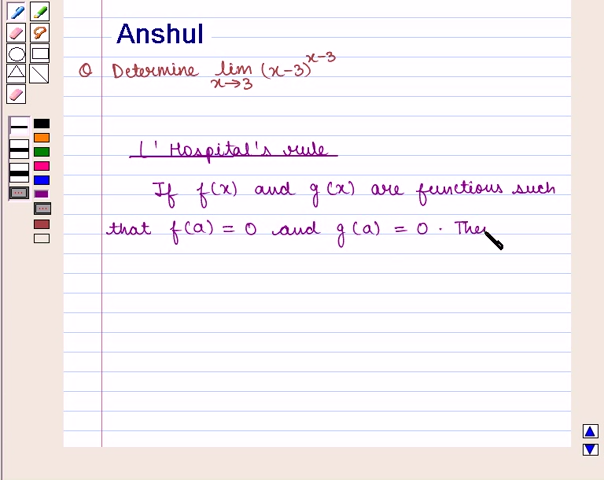 Anshul
Q Determine lim x→3 (x-3)^x-3
L' Hospital's rule
If f(x) and g(x) are functions such
that f(a) = 0 and g(a) = 0. The